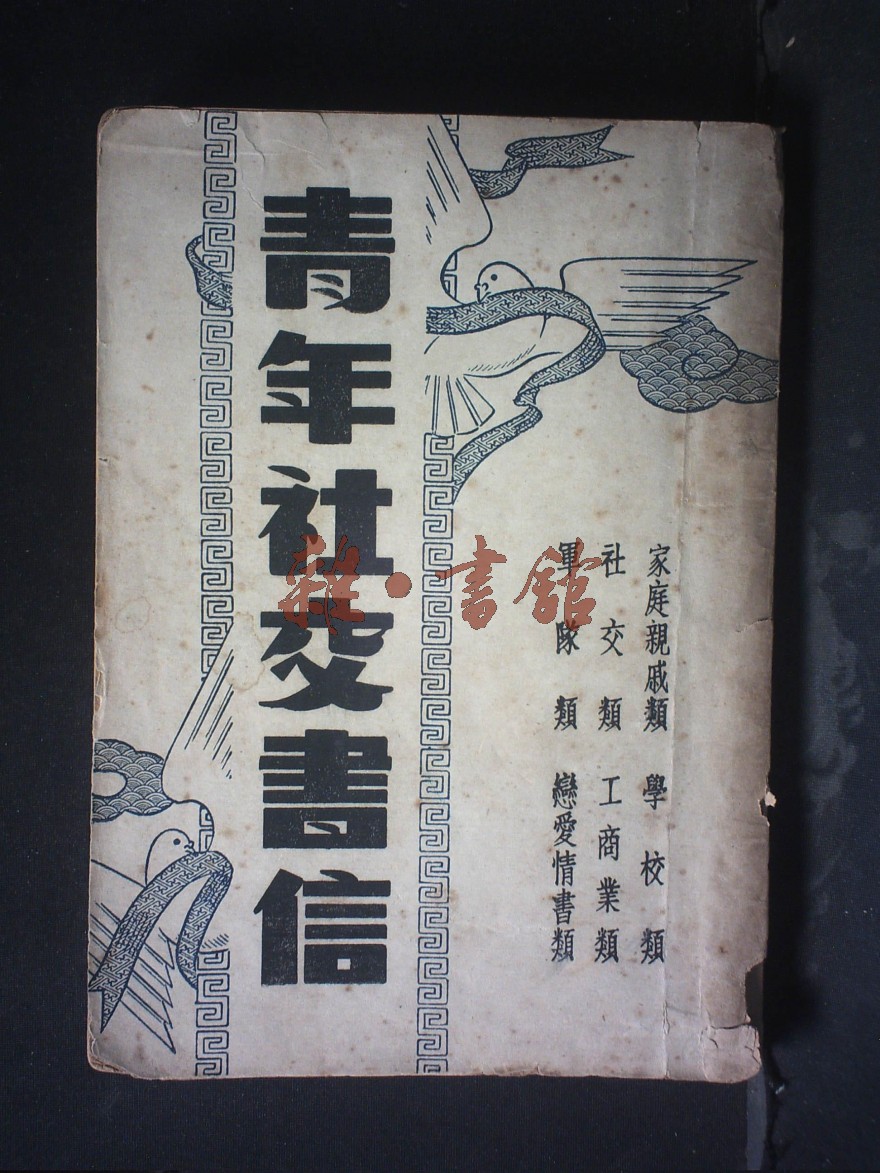 家庭親戚類 學校類
社交類 工商業類
軍隊類 戀愛情書類
青年社交書信
雜·書館